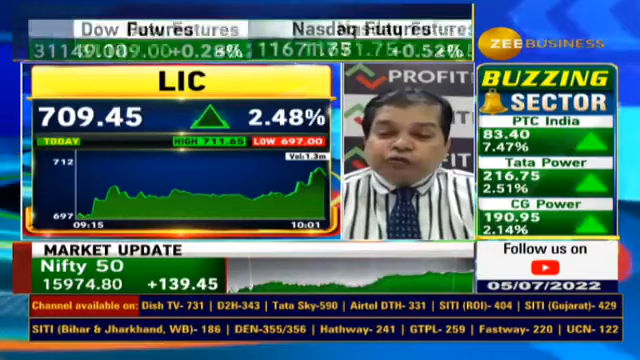 Dow Futures
Nasdaq Futures
+0.28%
+0.52%
ZEE BUSINESS
LIC
709.45 2.48%
TODAY HIGH 711.65 LOW 697.00
Vol:1.3m
712
697
09:15 10:01
PROFIT
BUZZING
SECTOR
PTC India
83.40
7.47%
Tata Power
216.75
2.51%
CG Power
190.95
2.14%
MARKET UPDATE
Nifty 50
15974.80 +139.45
Follow us on
05/07/2022
Channel available on: Dish TV- 731 | D2H-343 | Tata Sky-590 | Airtel DTH- 331 | SITI (ROI)- 404 | SITI (Gujarat)- 429
SITI (Bihar & Jharkhand, WB)- 186 | DEN-355/356 | Hathway- 241 | GTPL- 259 | Fastway- 220 | UCN- 122